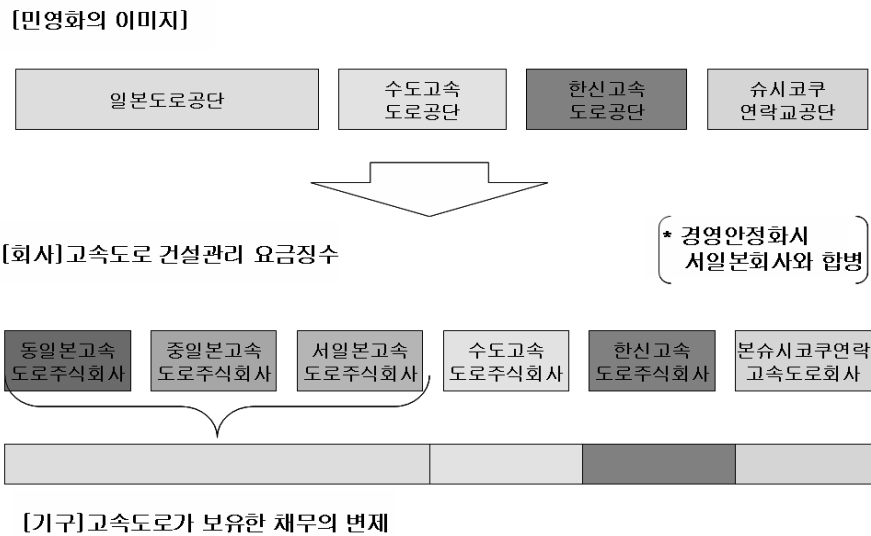 [민영화의 이미지]
일본도로공단
수도고속
도로공단
한신고속
도로공단
슈시코쿠
연락교공단
* 경영안정화시
서일본회사와 합병
[회사]고속도로 건설관리 요금징수
동일본고속
도로주식회사
중일본고속
도로주식회사
서일본고속
도로주식회사
수도고속
도로주식회사
한신고속
도로주식회사
본슈시코쿠연락
고속도로회사
[기구]고속도로가 보유한 채무의 변제